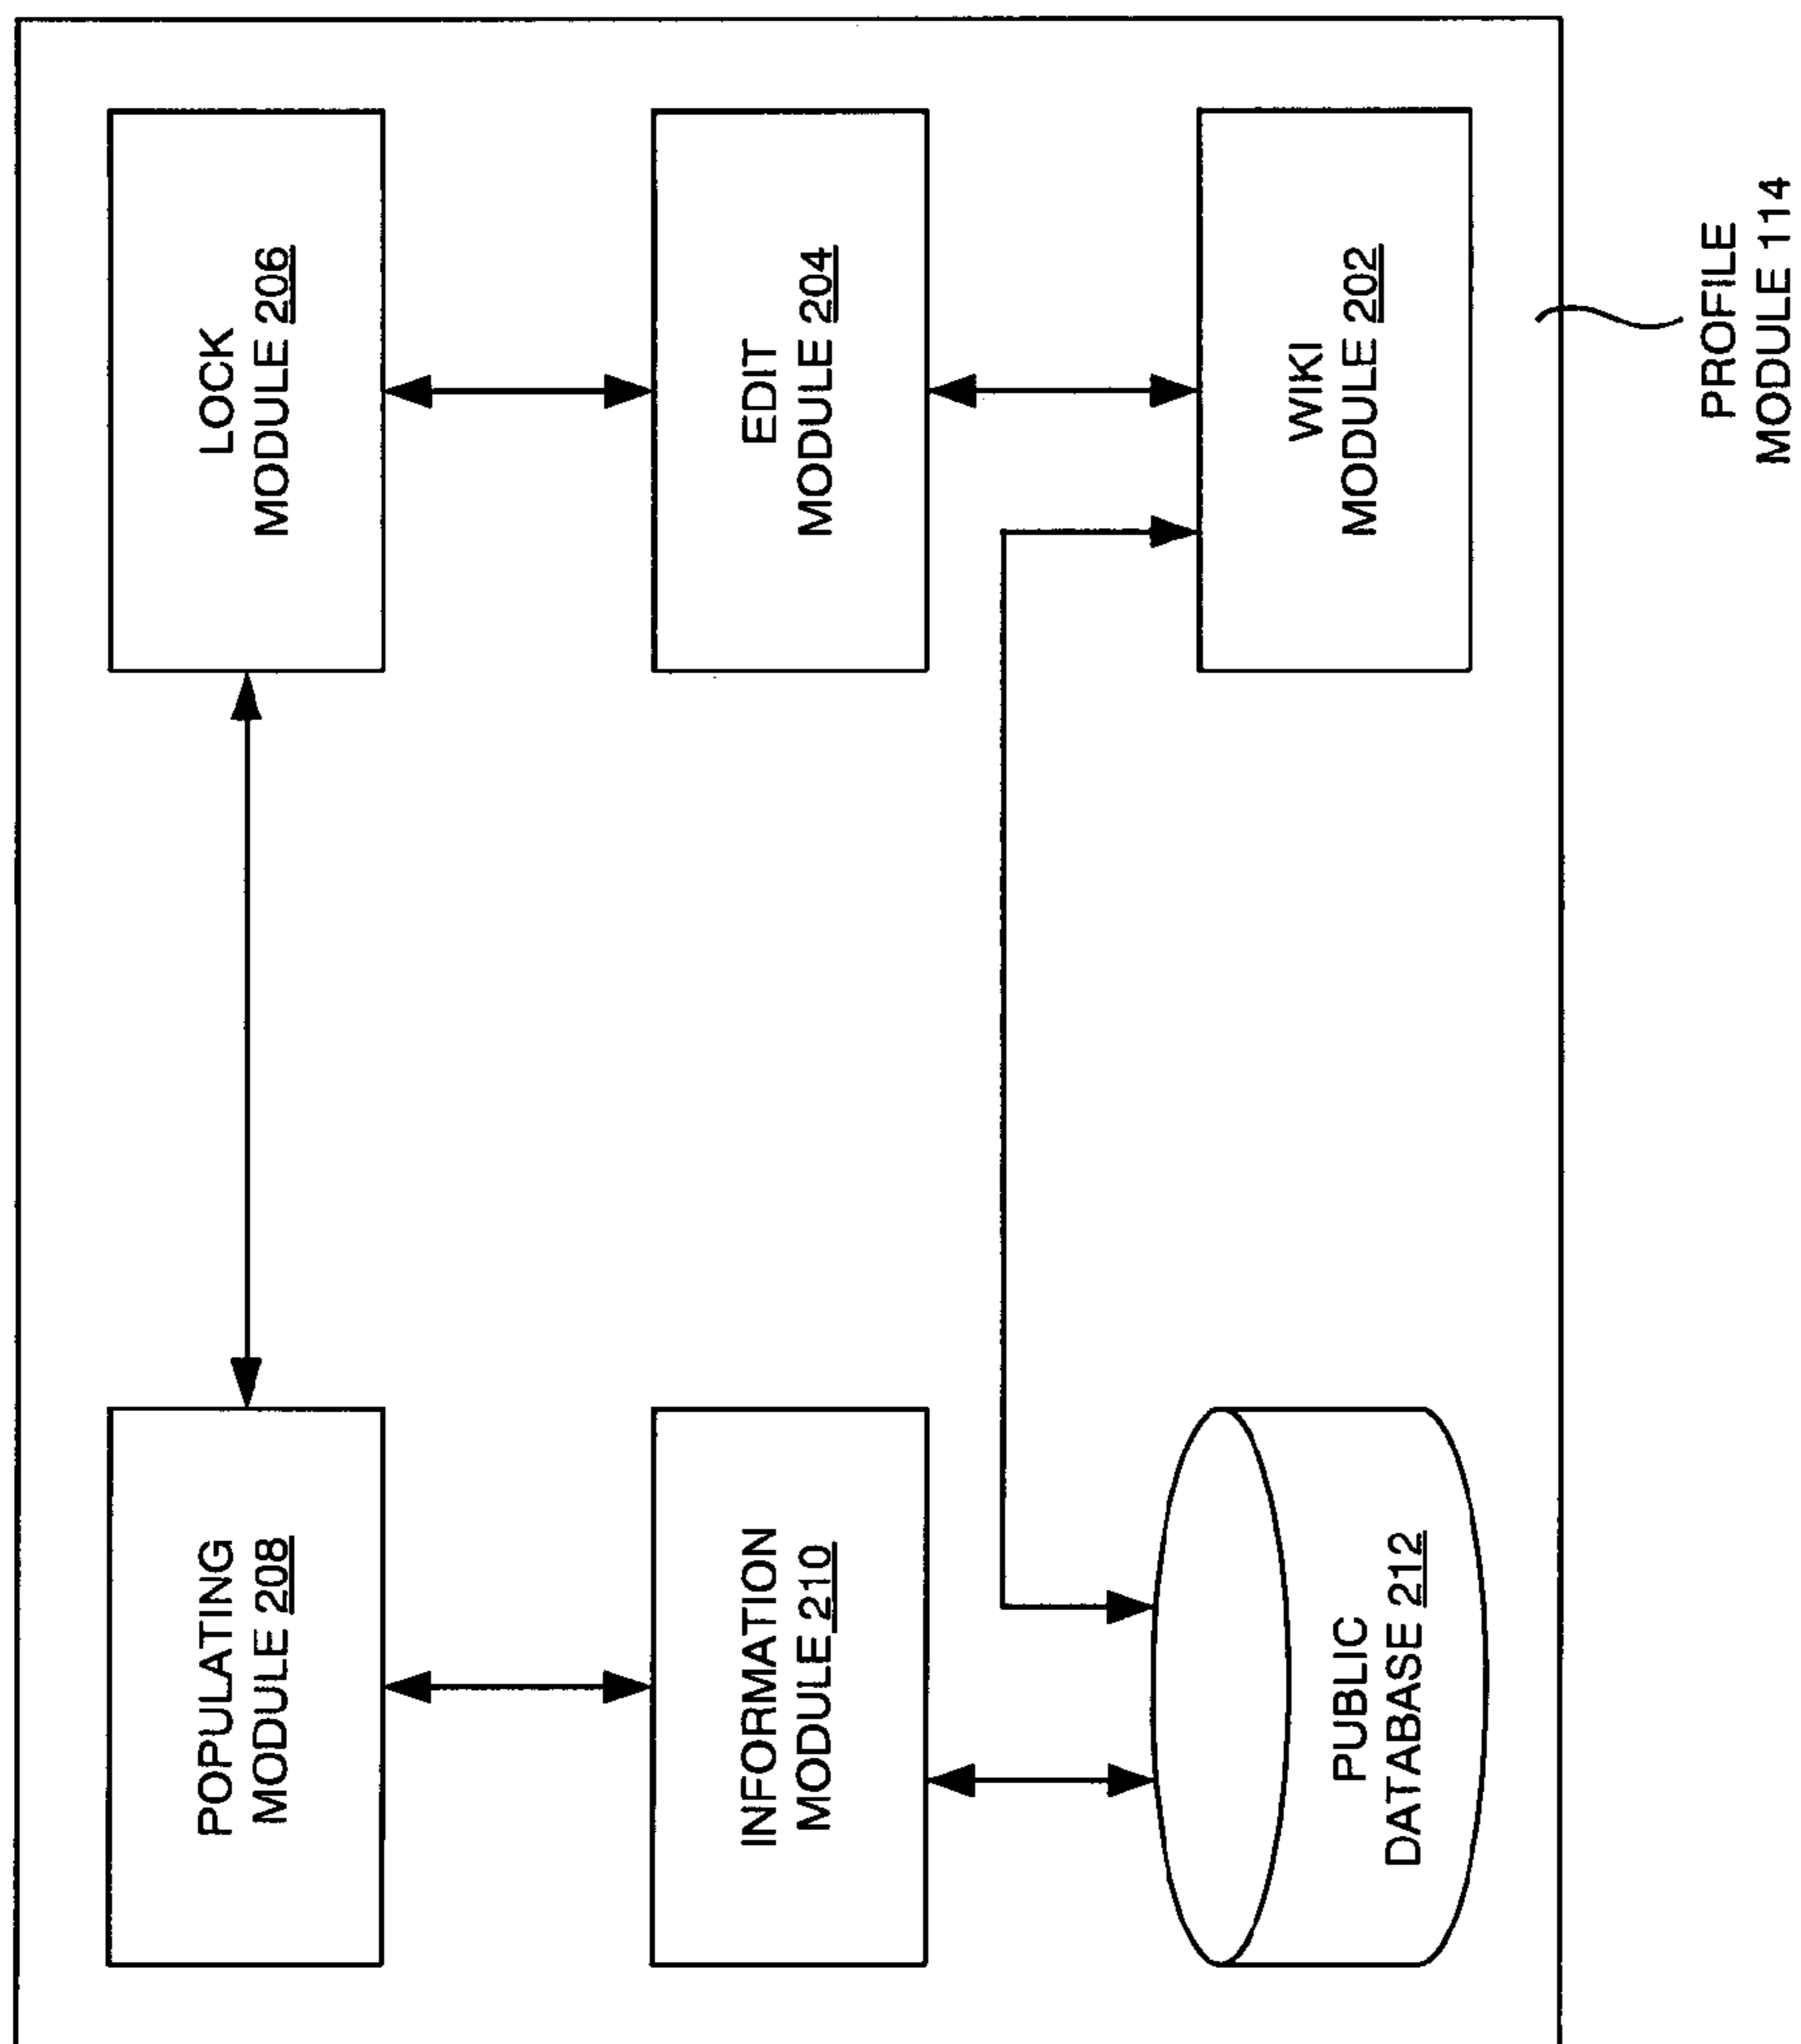 POPULATING
MODULE 208
LOCK
MODULE 206
INFORMATION
MODULE 210
EDIT
MODULE 204
PUBLIC
DATABASE 212
WIKI
MODULE 202
PROFILE
MODULE 114